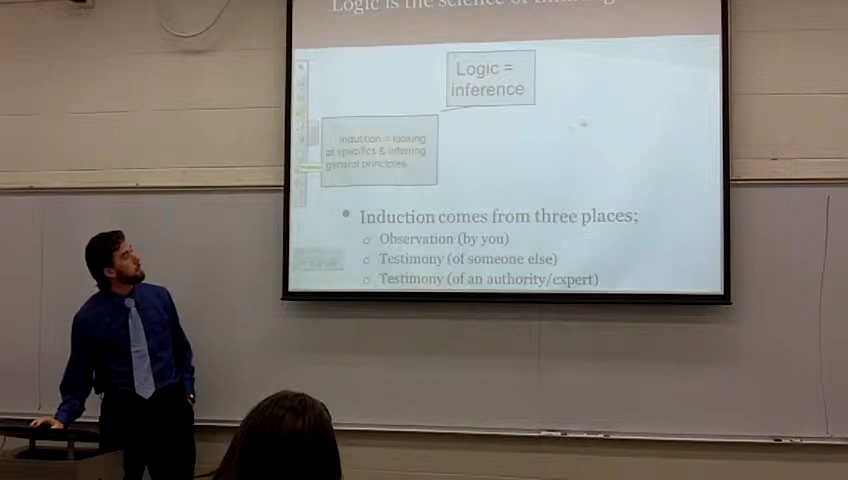 Logic is the science of thinking
Logic =
inference
Induction = looking
at specifics & inferring
general principles.
• Induction comes from three places;
o Observation (by you)
o Testimony (of someone else)
o Testimony (of an authority/expert)